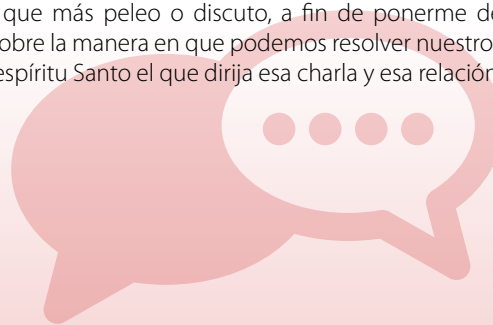 que más peleo o discuto, a fin de ponerme de
obre la manera en que podemos resolver nuestro
espíritu Santo el que dirija esa charla y esa relación